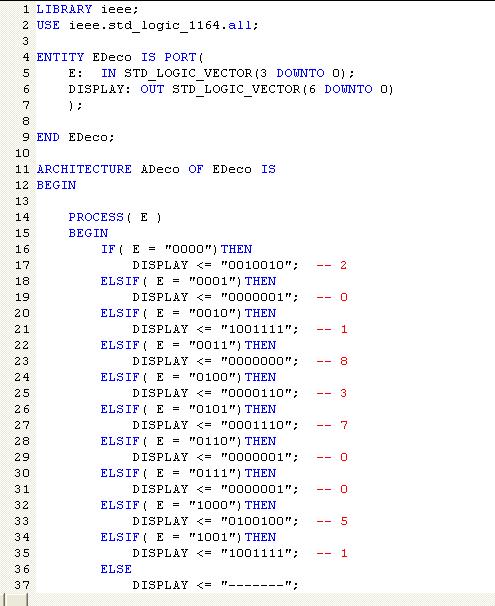 1 LIBRARY ieee;
2 USE ieee.std_logic_1164.all;
3
4 ENTITY EDeco IS PORT(
5     E:  IN STD_LOGIC_VECTOR(3 DOWNTO 0);
6     DISPLAY: OUT STD_LOGIC_VECTOR(6 DOWNTO 0)
7     );
8
9 END EDeco;
10
11 ARCHITECTURE ADeco OF EDeco IS
12 BEGIN
13
14     PROCESS( E )
15     BEGIN
16         IF( E = "0000")THEN
17             DISPLAY <= "0010010";  -- 2
18         ELSIF( E = "0001")THEN
19             DISPLAY <= "0000001";  -- 0
20         ELSIF( E = "0010")THEN
21             DISPLAY <= "1001111";  -- 1
22         ELSIF( E = "0011")THEN
23             DISPLAY <= "0000000";  -- 8
24         ELSIF( E = "0100")THEN
25             DISPLAY <= "0000110";  -- 3
26         ELSIF( E = "0101")THEN
27             DISPLAY <= "0001110";  -- 7
28         ELSIF( E = "0110")THEN
29             DISPLAY <= "0000001";  -- 0
30         ELSIF( E = "0111")THEN
31             DISPLAY <= "0000001";  -- 0
32         ELSIF( E = "1000")THEN
33             DISPLAY <= "0100100";  -- 5
34         ELSIF( E = "1001")THEN
35             DISPLAY <= "1001111";  -- 1
36         ELSE
37             DISPLAY <= "-------";